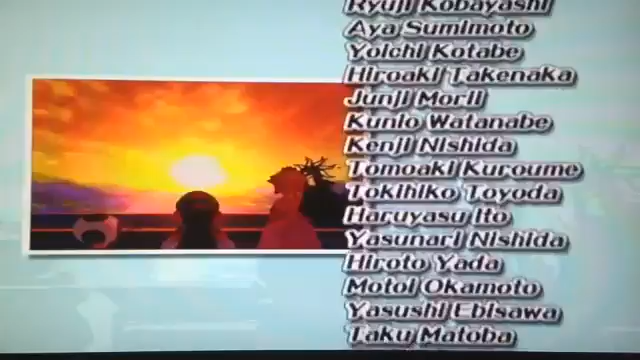 Ryuji Kobayashi
Aya Sumimoto
Yoichi Kotabe
Hiroaki Takenaka
Junji Morii
Kunio Watanabe
Kenji Nishida
Tomoaki Kuroume
Tokihiko Toyoda
Haruyasu Ito
Yasunari Nishida
Hiroto Yada
Motoi Okamoto
Yasushi Ebisawa
Taku Matoba